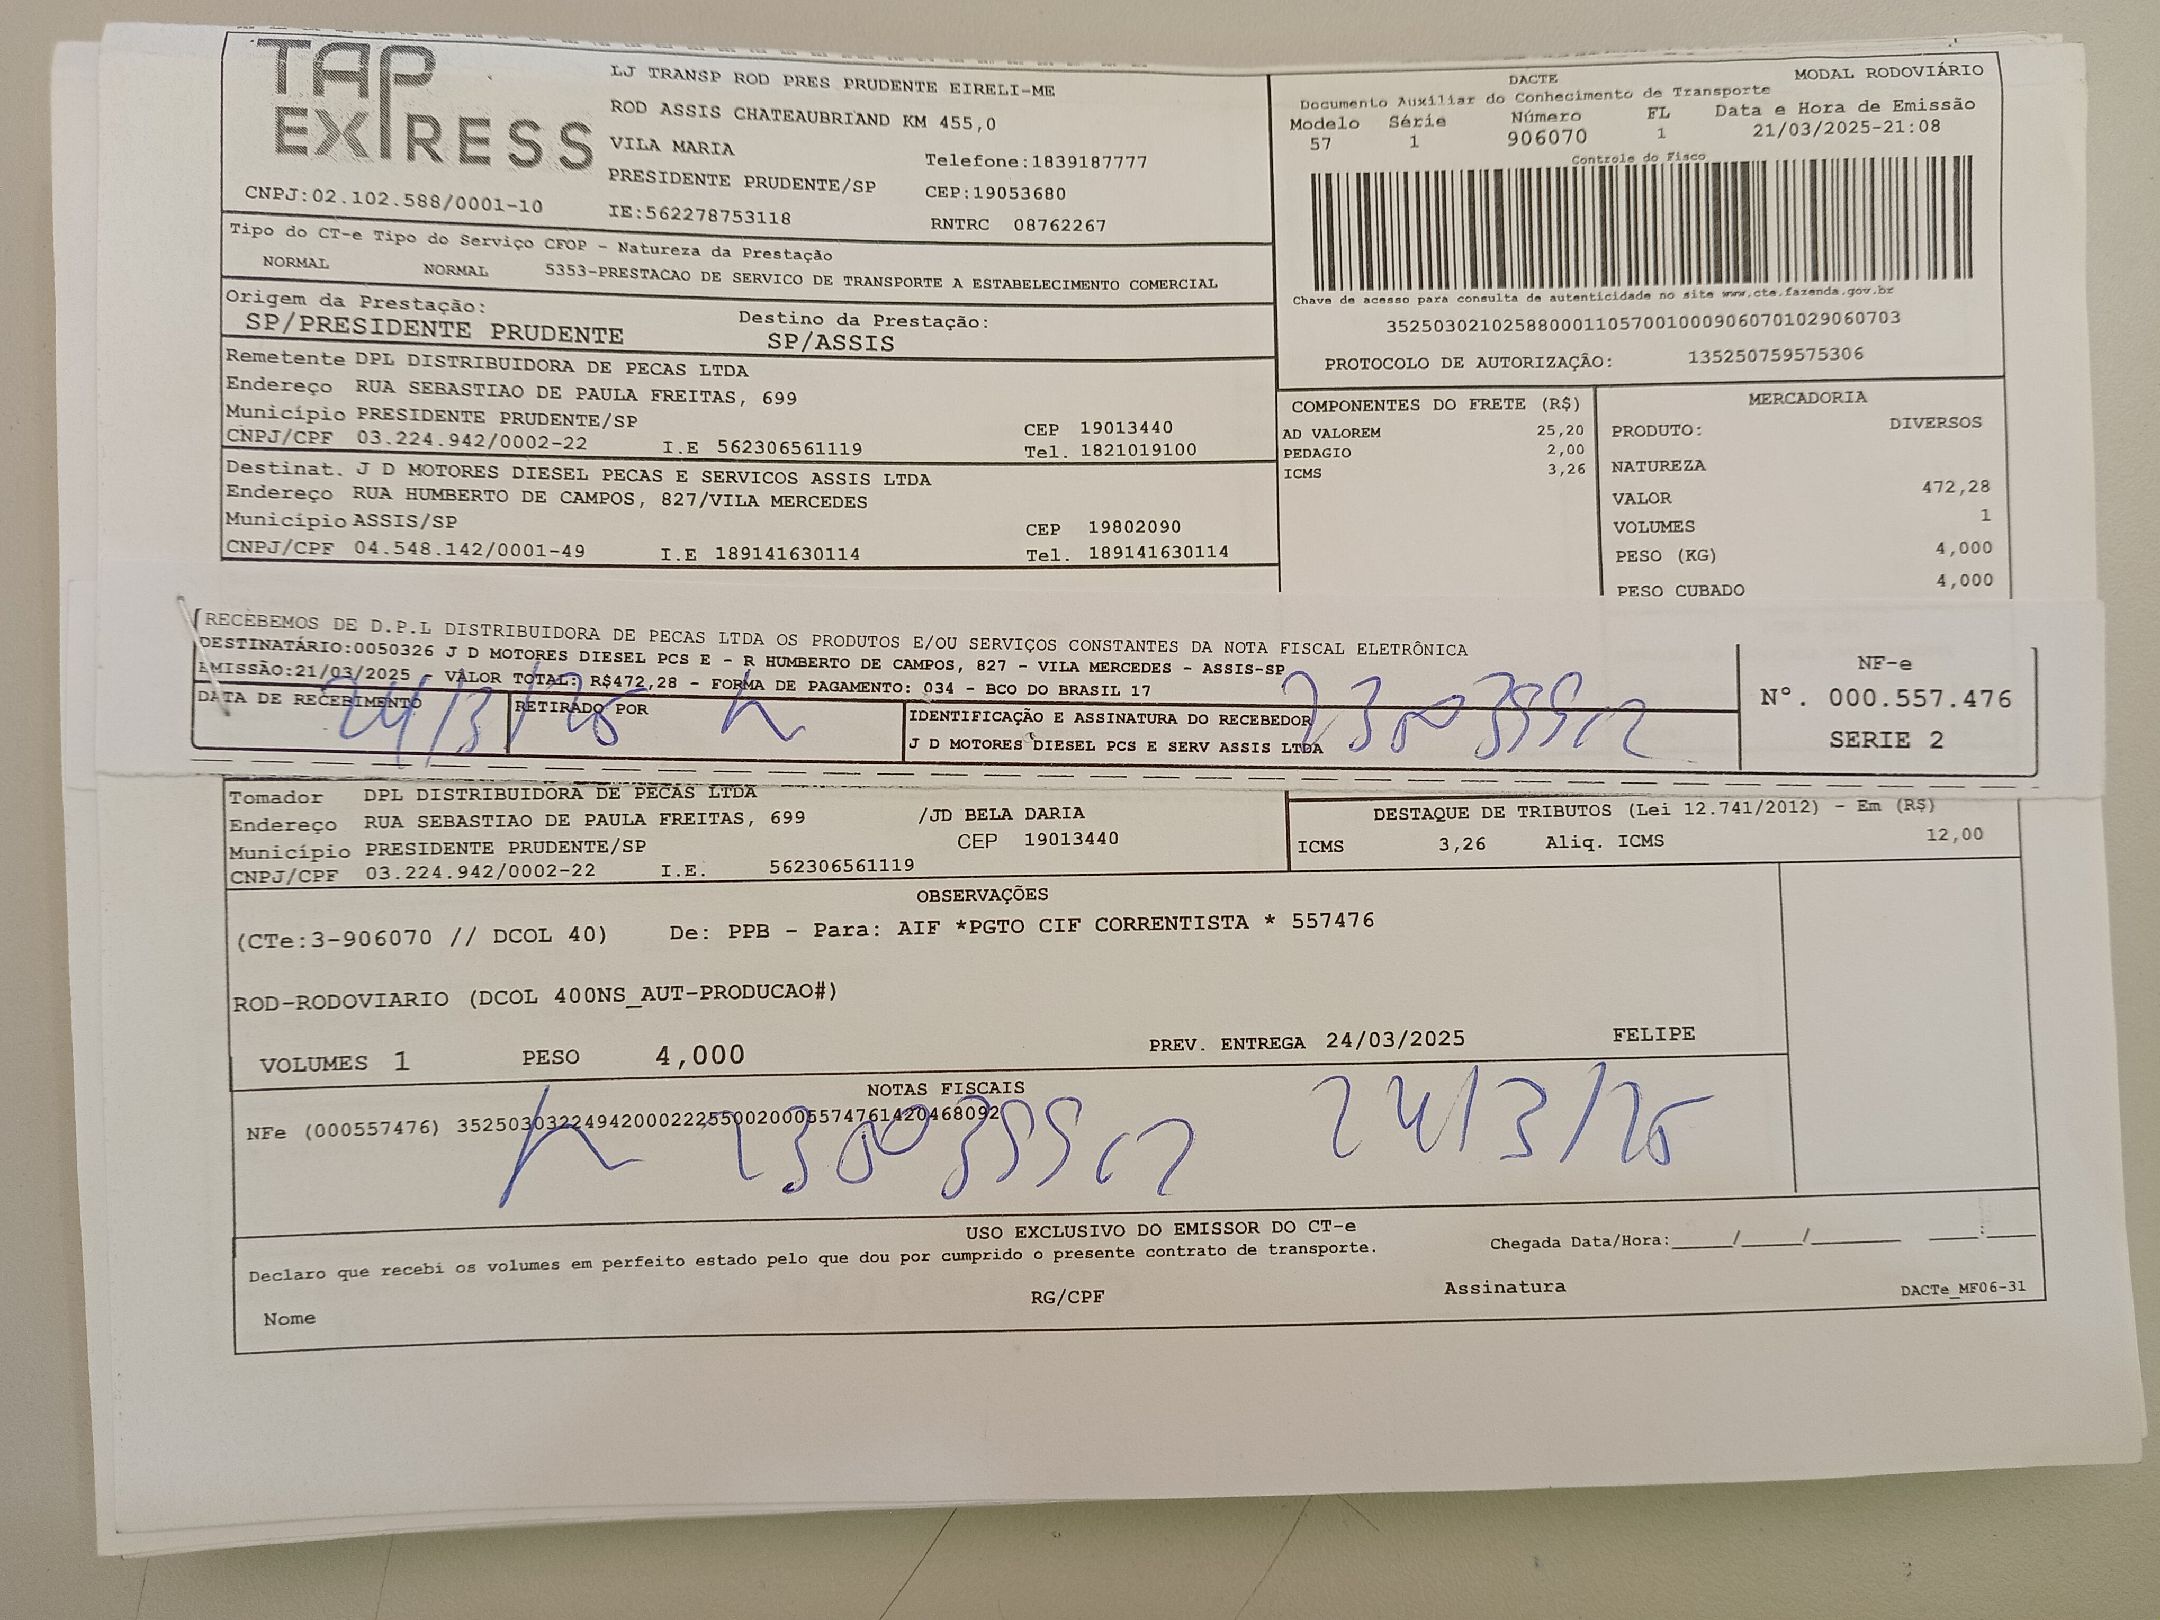 TAP EXPRESS
LJ TRANSP ROD PRES PRUDENTE EIRELI-ME
ROD ASSIS CHATEAUBRIAND KM 455,0
VILA MARIA
Telefone:1839187777
PRESIDENTE PRUDENTE/SP
CEP:19053680
CNPJ:02.102.588/0001-10
IE:562278753118
RNTRC 08762267
DACTE
MODAL RODOVIÁRIO
Documento Auxiliar do Conhecimento de Transporte
Modelo Série Número FL Data e Hora de Emissão
57 1 906070 1 21/03/2025-21:08
Controle do Fisco
Chave de acesso para consulta de autenticidade no site www.cte.fazenda.gov.br
35250302102588000110570010009060701029060703
PROTOCOLO DE AUTORIZAÇÃO: 135250759575306
Tipo do CT-e Tipo do Serviço CFOP - Natureza da Prestação
NORMAL NORMAL 5353-PRESTACAO DE SERVICO DE TRANSPORTE A ESTABELECIMENTO COMERCIAL
Origem da Prestação:
SP/PRESIDENTE PRUDENTE
Destino da Prestação:
SP/ASSIS
Remetente DPL DISTRIBUIDORA DE PECAS LTDA
Endereço RUA SEBASTIAO DE PAULA FREITAS, 699
Município PRESIDENTE PRUDENTE/SP CEP 19013440
CNPJ/CPF 03.224.942/0002-22 I.E 562306561119 Tel. 1821019100
Destinat. J D MOTORES DIESEL PECAS E SERVICOS ASSIS LTDA
Endereço RUA HUMBERTO DE CAMPOS, 827/VILA MERCEDES
Município ASSIS/SP CEP 19802090
CNPJ/CPF 04.548.142/0001-49 I.E 189141630114 Tel. 189141630114
COMPONENTES DO FRETE (R$)
AD VALOREM 25,20
PEDAGIO 2,00
ICMS 3,26
MERCADORIA
PRODUTO: DIVERSOS
NATUREZA
VALOR 472,28
VOLUMES 1
PESO (KG) 4,000
PESO CUBADO 4,000
RECEBEMOS DE D.P.L DISTRIBUIDORA DE PECAS LTDA OS PRODUTOS E/OU SERVIÇOS CONSTANTES DA NOTA FISCAL ELETRÔNICA
DESTINATÁRIO:0050326 J D MOTORES DIESEL PCS E - R HUMBERTO DE CAMPOS, 827 - VILA MERCEDES - ASSIS-SP
EMISSÃO:21/03/2025 - VALOR TOTAL: R$472,28 - FORMA DE PAGAMENTO: 034 - BCO DO BRASIL 17
DATA DE RECEBIMENTO
24/3/25
RETIRADO POR
IDENTIFICAÇÃO E ASSINATURA DO RECEBEDOR
J D MOTORES DIESEL PCS E SERV ASSIS LTDA
NF-e
N°. 000.557.476
SERIE 2
Tomador DPL DISTRIBUIDORA DE PECAS LTDA
Endereço RUA SEBASTIAO DE PAULA FREITAS, 699 /JD BELA DARIA
Município PRESIDENTE PRUDENTE/SP CEP 19013440
CNPJ/CPF 03.224.942/0002-22 I.E. 562306561119
DESTAQUE DE TRIBUTOS (Lei 12.741/2012) - Em (R$)
ICMS 3,26 Aliq. ICMS 12,00
OBSERVAÇÕES
(CTe:3-906070 // DCOL 40) De: PPB - Para: AIF *PGTO CIF CORRENTISTA * 557476
ROD-RODOVIARIO (DCOL 400NS_AUT-PRODUCAO#)
VOLUMES 1 PESO 4,000 PREV. ENTREGA 24/03/2025 FELIPE
NOTAS FISCAIS
NFe (000557476) 35250303224942000222550020005574761420468092
24/3/25
USO EXCLUSIVO DO EMISSOR DO CT-e
Declaro que recebi os volumes em perfeito estado pelo que dou por cumprido o presente contrato de transporte.
Chegada Data/Hora:_____/_____/________ ____:____
Nome RG/CPF Assinatura
DACTe_MF06-31